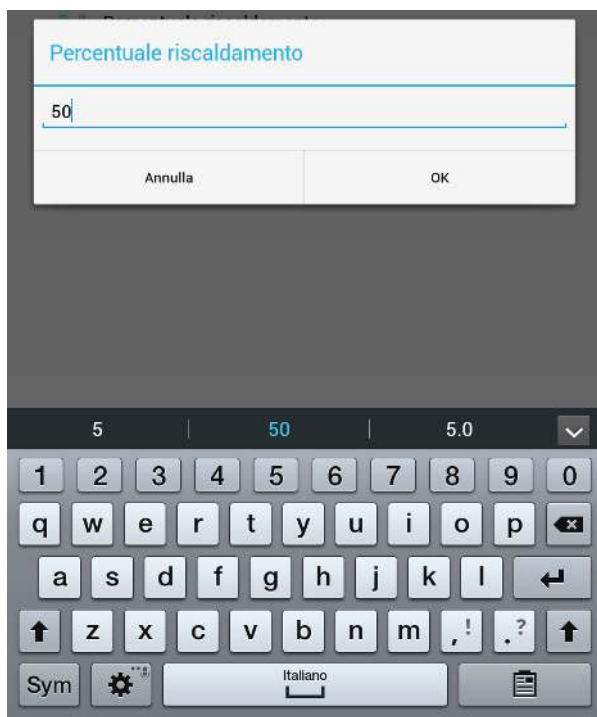 Percentuale riscaldamento
50
Annulla OK
5 50 5.0
1 2 3 4 5 6 7 8 9 0
q w e r t y u i o p
a s d f g h j k l
z x c v b n m , ! . ?
Sym Italiano